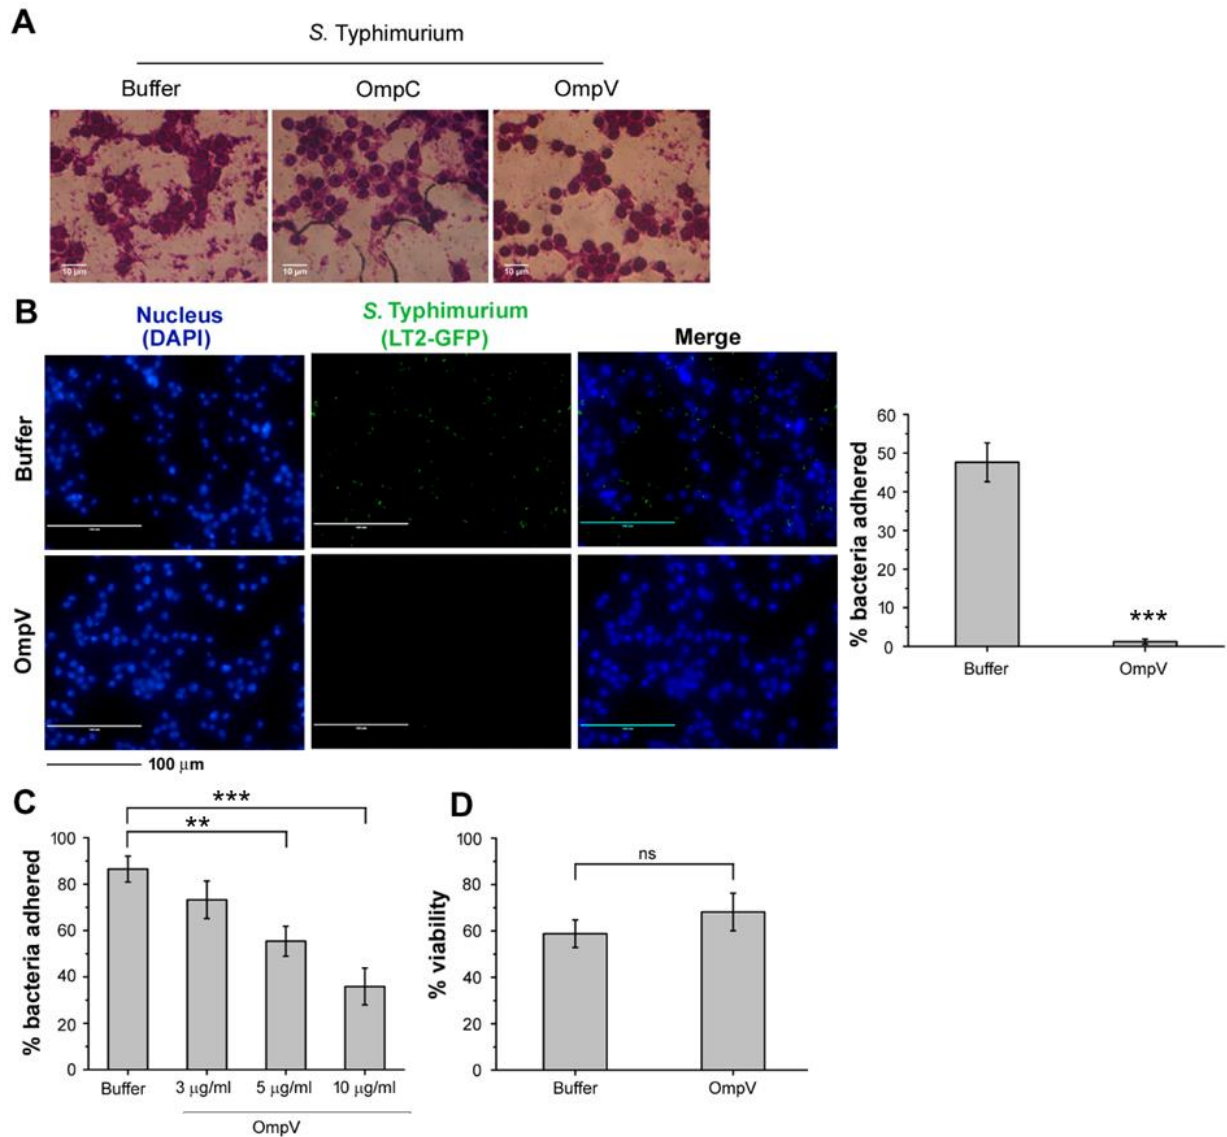 A
S. Typhimurium
Buffer OmpC OmpV
10 µm 10 µm 10 µm
B
Nucleus
(DAPI)
S. Typhimurium
(LT2-GFP)
Merge
Buffer
OmpV
100 µm
% bacteria adhered
60
50
40
30
20
10
0
***
Buffer OmpV
C
% bacteria adhered
100
80
60
40
20
0
***
**
Buffer 3 µg/ml 5 µg/ml 10 µg/ml
OmpV
D
% viability
100
80
60
40
20
0
ns
Buffer OmpV